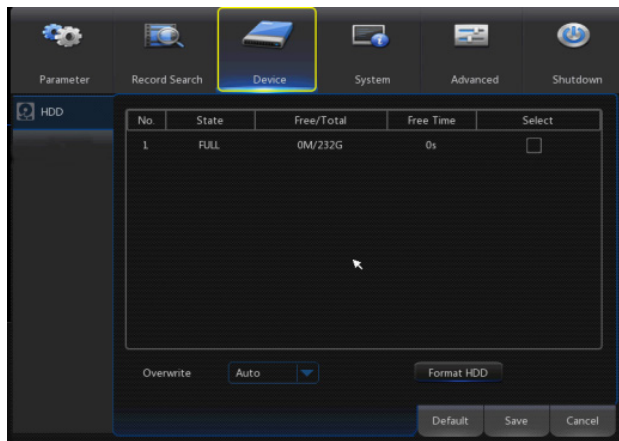 Parameter Record Search Device System Advanced Shutdown
HDD
No. State Free/Total Free Time Select
1 FULL 0M/232G 0s
Overwrite Auto Format HDD
Default Save Cancel